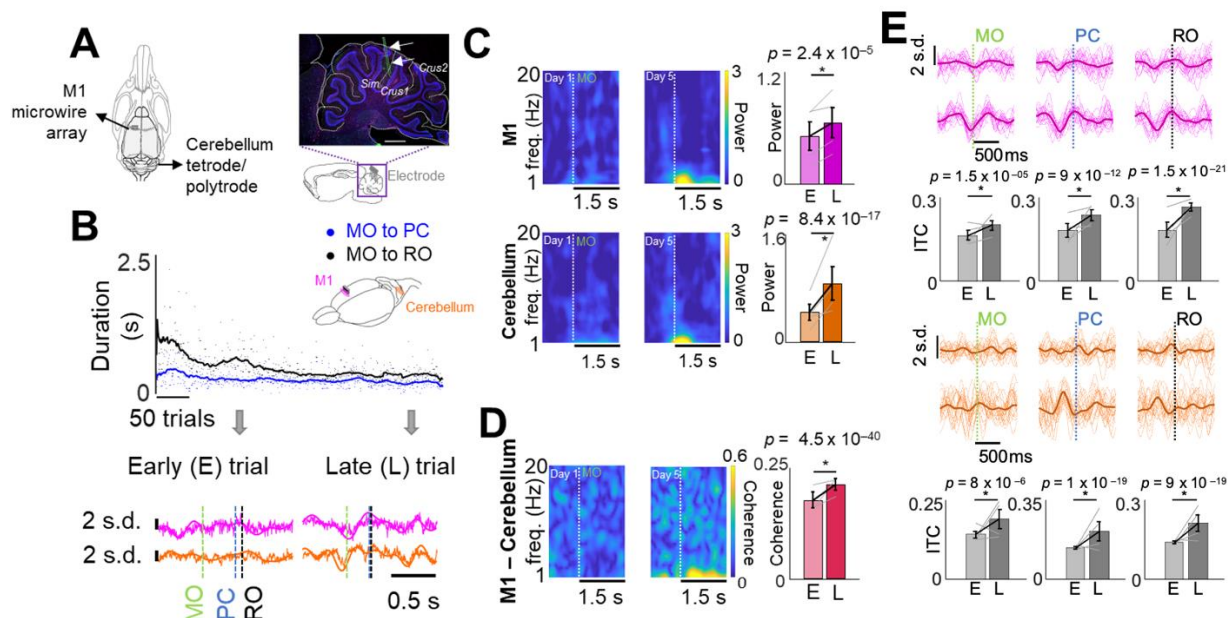 A
M1
microwire
array
Cerebellum
tetrode/
polytrode
Crus2
Sim
Crus1
Electrode
B
MO to PC
MO to RO
2.5
Duration
(s)
0
50 trials
M1
Cerebellum
Early (E) trial
Late (L) trial
2 s.d.
2 s.d.
MO
PC
RO
0.5 s
C
M1
20
freq. (Hz)
1
Day 1
MO
1.5 s
Day 5
1.5 s
3
Power
0
p = 2.4 x 10⁻⁵
1.2
Power
0
*
E L
Cerebellum
20
freq. (Hz)
1
Day 1
MO
1.5 s
Day 5
1.5 s
3
Power
0
p =
8.4 x 10⁻¹⁷
1.6
Power
0
*
E L
D
M1 – Cerebellum
20
freq. (Hz)
1
Day 1
MO
1.5 s
Day 5
1.5 s
0.6
Coherence
0
p = 4.5 x 10⁻⁴⁰
0.25
Coherence
0
*
E L
E
MO PC RO
2 s.d.
500ms
p = 1.5 x 10⁻⁰⁵ p = 9 x 10⁻¹² p = 1.5 x 10⁻²¹
0.3
ITC
0
*
E L
0.3
0
*
E L
0.3
0
*
E L
MO PC RO
2 s.d.
500ms
p = 8 x 10⁻⁶ p = 1 x 10⁻¹⁹ p = 9 x 10⁻¹⁹
0.25
ITC
0
*
E L
0.35
0
*
E L
0.3
0
*
E L